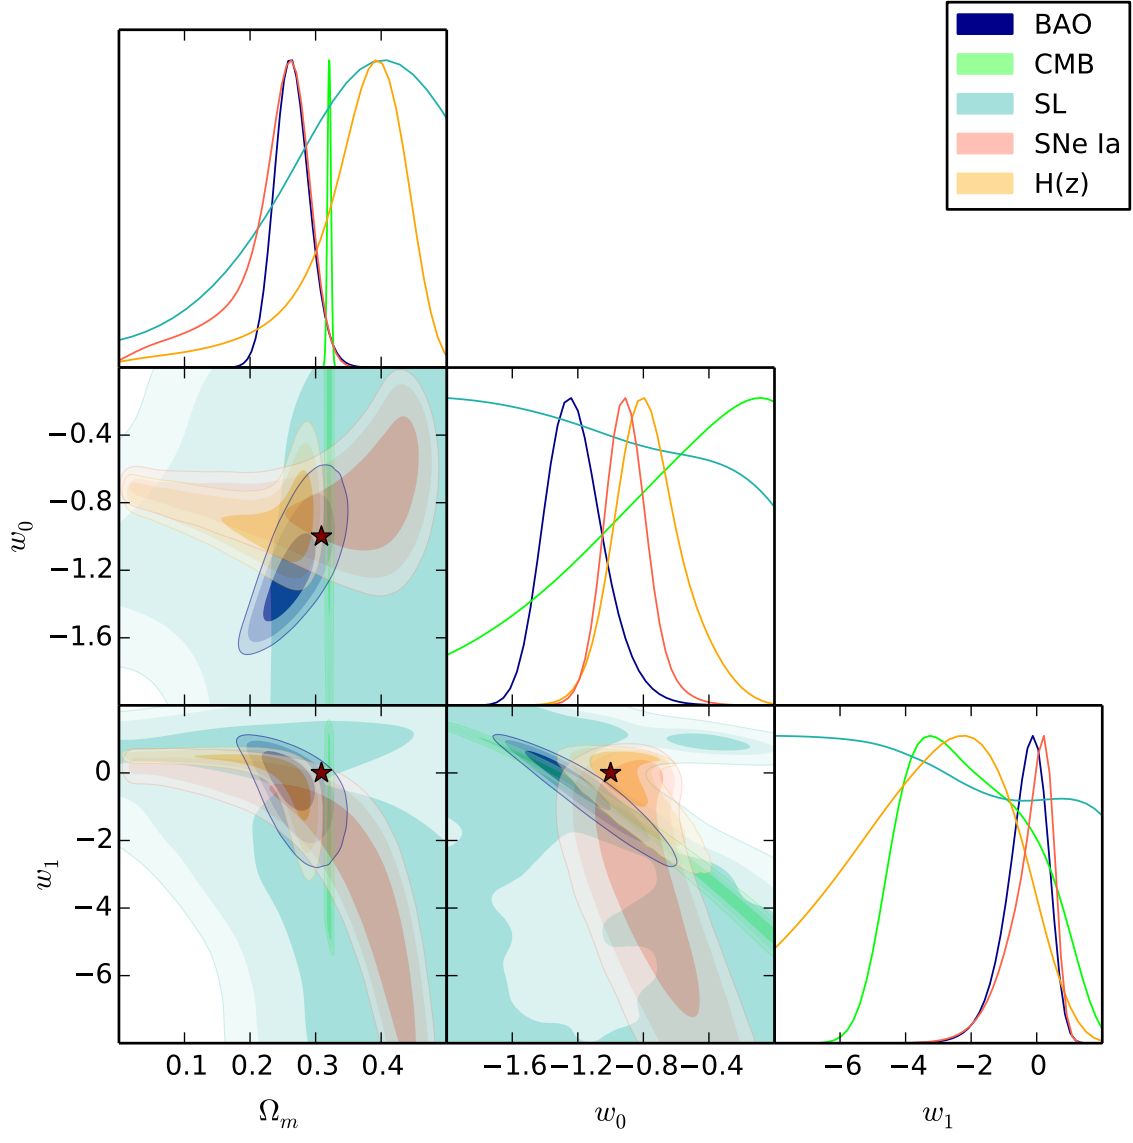 BAO
CMB
SL
SNe Ia
H(z)
−0.4
−0.8
−1.2
−1.6
w₀
0
−2
−4
−6
w₁
0.1 0.2 0.3 0.4
−1.6 −1.2 −0.8 −0.4
−6 −4 −2 0
Ωₘ
w₀
w₁